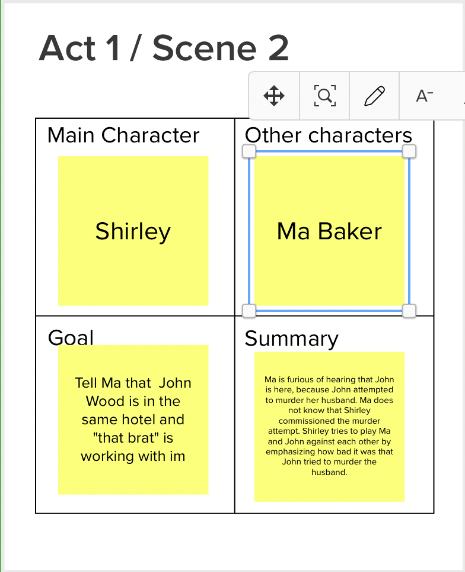 Act 1 / Scene 2
A-
Main Character
Other characters
Shirley
Ma Baker
Goal
Summary
Tell Ma that John
Wood is in the
same hotel and
"that brat" is
working with im
Ma is furious of hearing that John
is here, because John attempted
to murder her husband. Ma does
not know that Shirley
commissioned the murder
attempt. Shirley tries to play Ma
and John against each other by
emphasizing how bad it was that
John tried to murder the
husband.